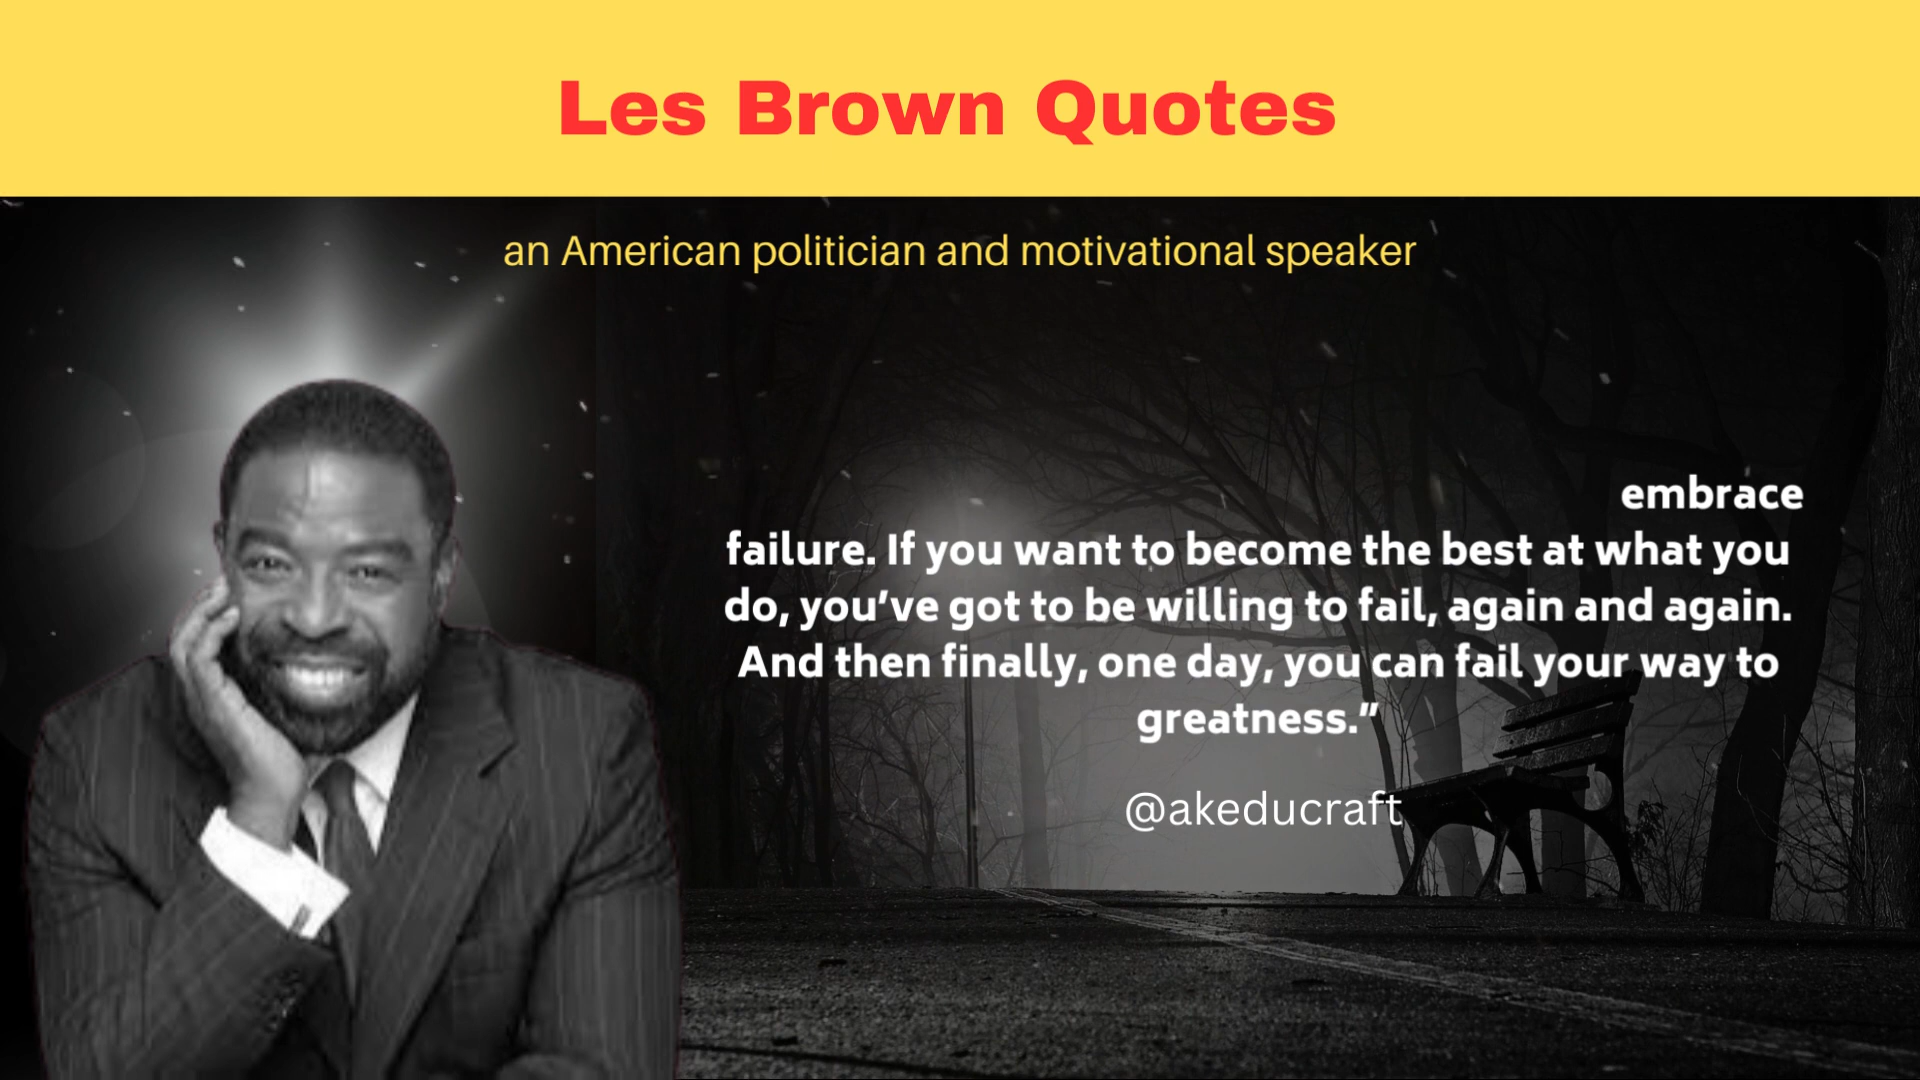 Les Brown Quotes
an American politician and motivational speaker
embrace
failure. If you want to become the best at what you
do, you’ve got to be willing to fail, again and again.
And then finally, one day, you can fail your way to
greatness.”
@akeducraft